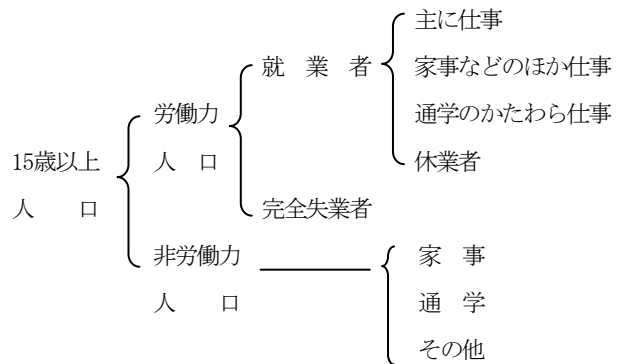 主に仕事
就　業　者
家事などのほか仕事
労働力
通学のかたわら仕事
15歳以上
人　口
休業者
人　　口
完全失業者
非労働力
家　事
人　　口
通　学
その他